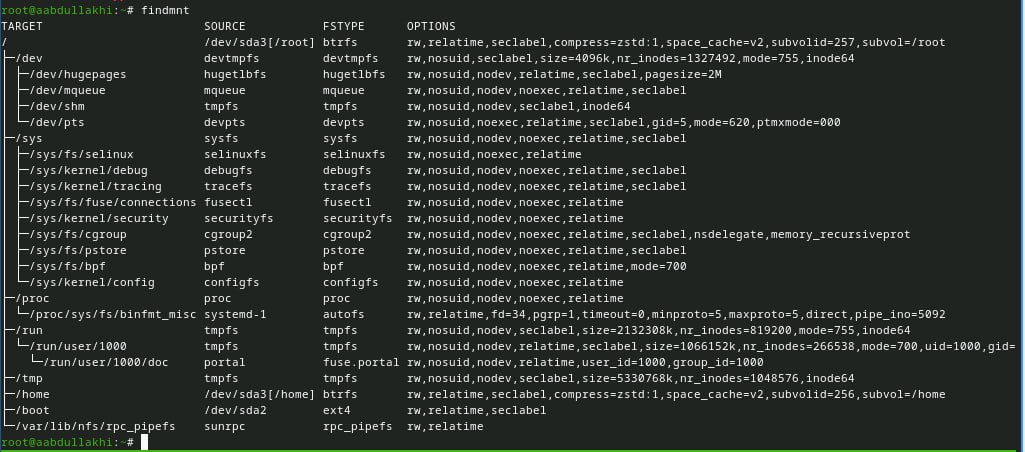 root@aabdullakhi:~# findmnt
TARGET SOURCE FSTYPE OPTIONS
/ /dev/sda3[/root] btrfs rw,relatime,seclabel,compress=zstd:1,space_cache=v2,subvolid=257,subvol=/root
├─/dev devtmpfs devtmpfs rw,nosuid,seclabel,size=4096k,nr_inodes=1327492,mode=755,inode64
│ ├─/dev/hugepages hugetlbfs hugetlbfs rw,nosuid,nodev,relatime,seclabel,pagesize=2M
│ ├─/dev/mqueue mqueue mqueue rw,nosuid,nodev,noexec,relatime,seclabel
│ ├─/dev/shm tmpfs tmpfs rw,nosuid,nodev,seclabel,inode64
│ └─/dev/pts devpts devpts rw,nosuid,noexec,relatime,seclabel,gid=5,mode=620,ptmxmode=000
├─/sys sysfs sysfs rw,nosuid,nodev,noexec,relatime,seclabel
│ ├─/sys/fs/selinux selinuxfs selinuxfs rw,nosuid,noexec,relatime
│ ├─/sys/kernel/debug debugfs debugfs rw,nosuid,nodev,noexec,relatime,seclabel
│ ├─/sys/kernel/tracing tracefs tracefs rw,nosuid,nodev,noexec,relatime,seclabel
│ ├─/sys/fs/fuse/connections fusectl fusectl rw,nosuid,nodev,noexec,relatime
│ ├─/sys/kernel/security securityfs securityfs rw,nosuid,nodev,noexec,relatime
│ ├─/sys/fs/cgroup cgroup2 cgroup2 rw,nosuid,nodev,noexec,relatime,seclabel,nsdelegate,memory_recursiveprot
│ ├─/sys/fs/pstore pstore pstore rw,nosuid,nodev,noexec,relatime,seclabel
│ ├─/sys/fs/bpf bpf bpf rw,nosuid,nodev,noexec,relatime,mode=700
│ └─/sys/kernel/config configfs configfs rw,nosuid,nodev,noexec,relatime
├─/proc proc proc rw,nosuid,nodev,noexec,relatime
│ └─/proc/sys/fs/binfmt_misc systemd-1 autofs rw,relatime,fd=34,pgrp=1,timeout=0,minproto=5,maxproto=5,direct,pipe_ino=5092
├─/run tmpfs tmpfs rw,nosuid,nodev,seclabel,size=2132308k,nr_inodes=819200,mode=755,inode64
│ └─/run/user/1000 tmpfs tmpfs rw,nosuid,nodev,relatime,seclabel,size=1066152k,nr_inodes=266538,mode=700,uid=1000,gid=
│ └─/run/user/1000/doc portal fuse.portal rw,nosuid,nodev,relatime,user_id=1000,group_id=1000
├─/tmp tmpfs tmpfs rw,nosuid,nodev,seclabel,size=5330768k,nr_inodes=1048576,inode64
├─/home /dev/sda3[/home] btrfs rw,relatime,seclabel,compress=zstd:1,space_cache=v2,subvolid=256,subvol=/home
├─/boot /dev/sda2 ext4 rw,relatime,seclabel
└─/var/lib/nfs/rpc_pipefs sunrpc rpc_pipefs rw,relatime
root@aabdullakhi:~#